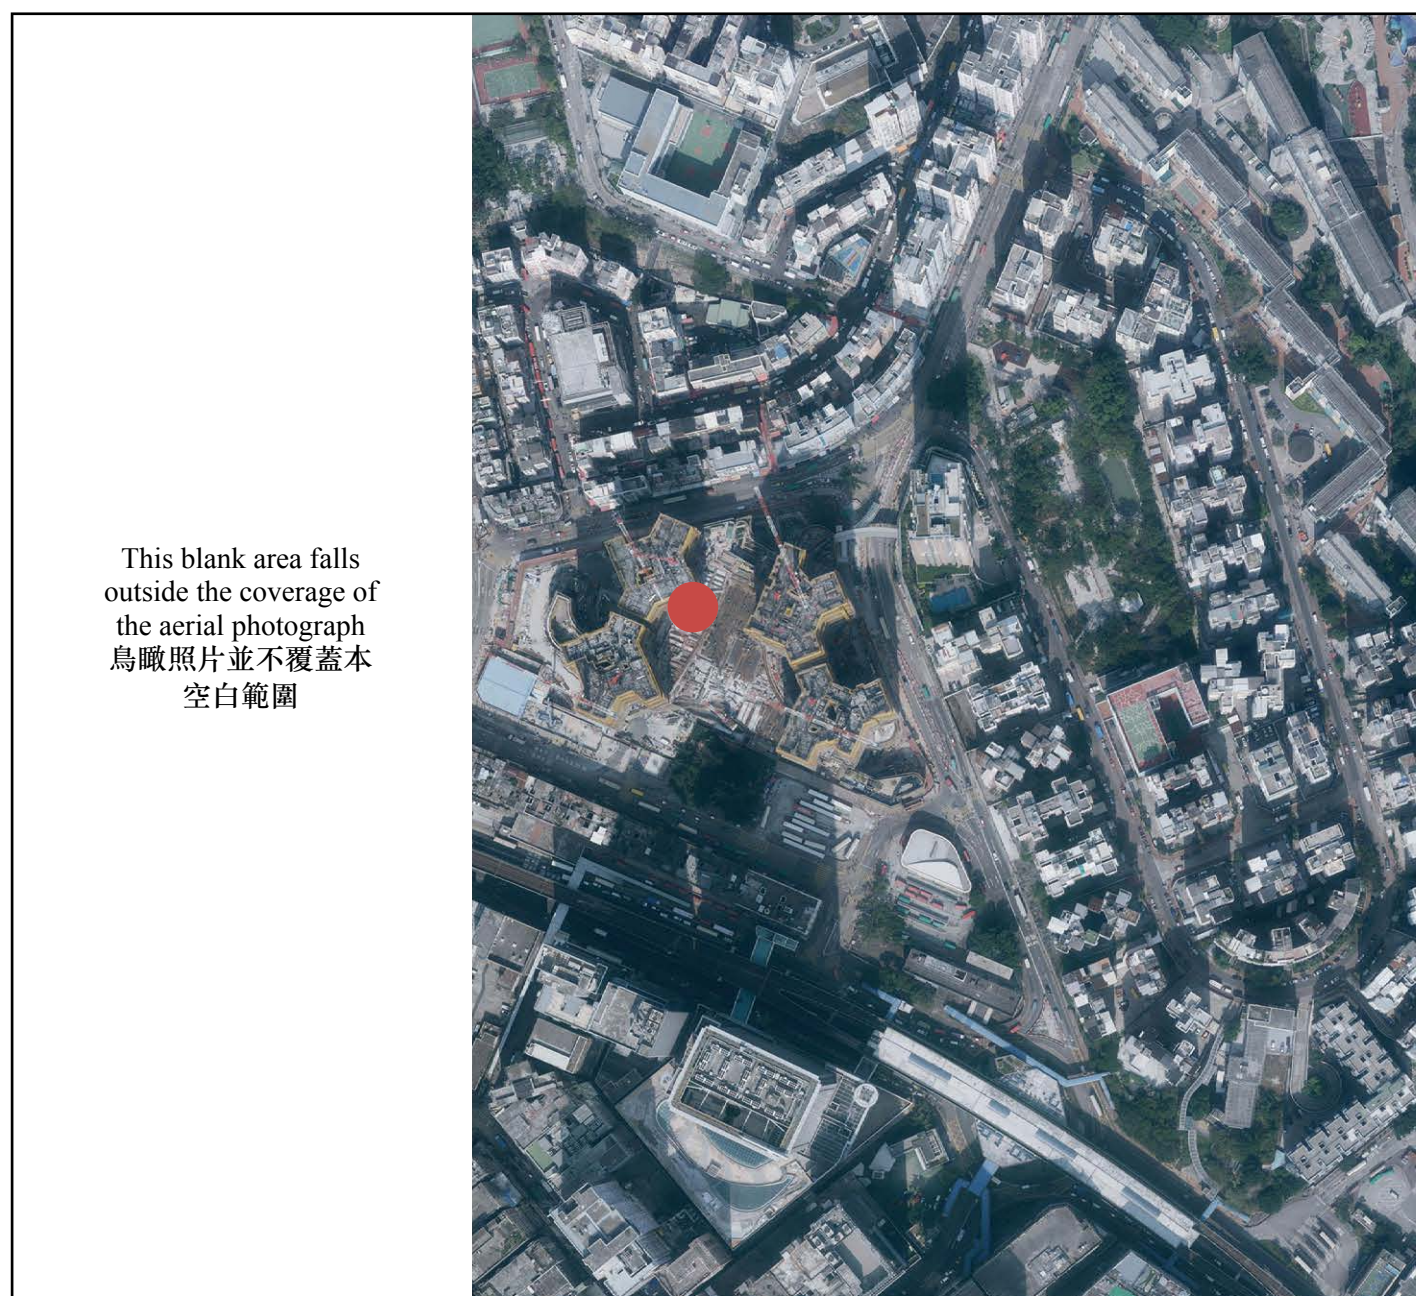 This blank area falls
outside the coverage of
the aerial photograph
鳥瞰照片並不覆蓋本
空白範圍